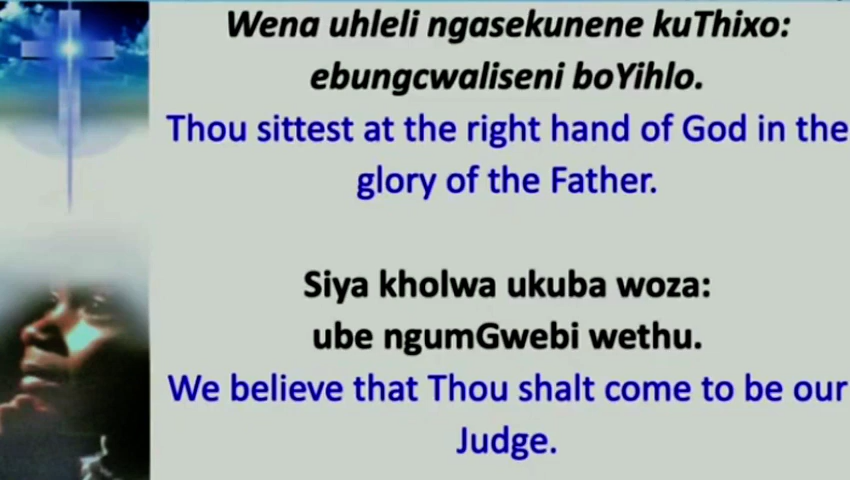 Wena uhleli ngasekunene kuThixo:
ebungcwaliseni boYihlo.
Thou sittest at the right hand of God in the
glory of the Father.
Siya kholwa ukuba woza:
ube ngumGwebi wethu.
We believe that Thou shalt come to be our
Judge.